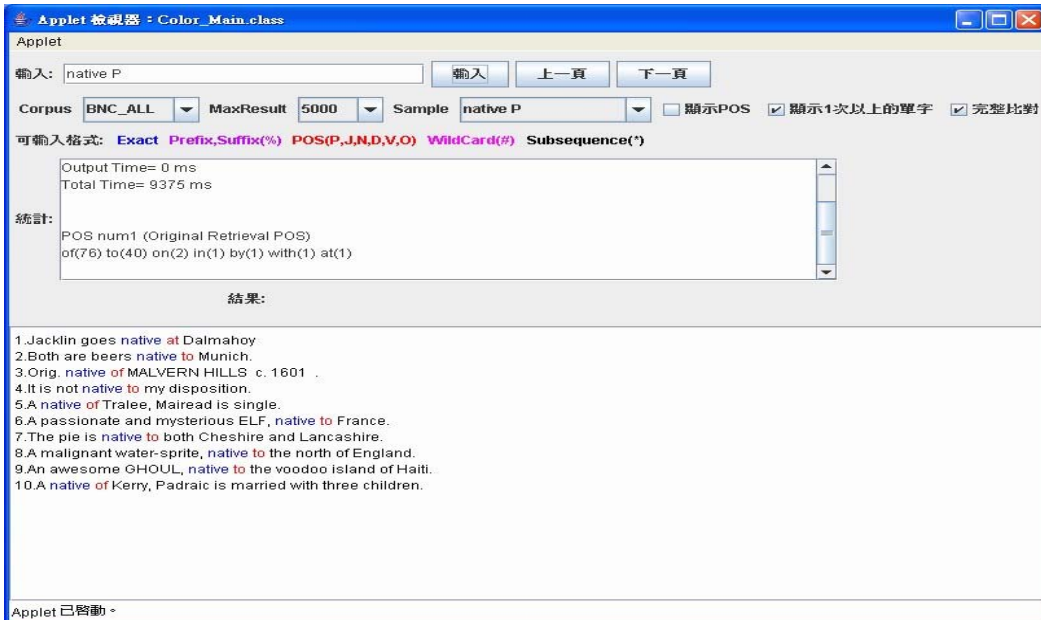 Applet 檢視器：Color_Main.class
Applet
輸入: native P 輸入 上一頁 下一頁
Corpus BNC_ALL MaxResult 5000 Sample native P 顯示POS 顯示1次以上的單字 完整比對
可輸入格式: Exact Prefix,Suffix(%) POS(P,J,N,D,V,O) WildCard(#) Subsequence(*)
Output Time= 0 ms
Total Time= 9375 ms
統計:
POS num1 (Original Retrieval POS)
of(76) to(40) on(2) in(1) by(1) with(1) at(1)
結果:
1.Jacklin goes native at Dalmahoy
2.Both are beers native to Munich.
3.Orig. native of MALVERN HILLS c. 1601 .
4.It is not native to my disposition.
5.A native of Tralee, Mairead is single.
6.A passionate and mysterious ELF, native to France.
7.The pie is native to both Cheshire and Lancashire.
8.A malignant water-sprite, native to the north of England.
9.An awesome GHOUL, native to the voodoo island of Haiti.
10.A native of Kerry, Padraic is married with three children.
Applet 已啓動。